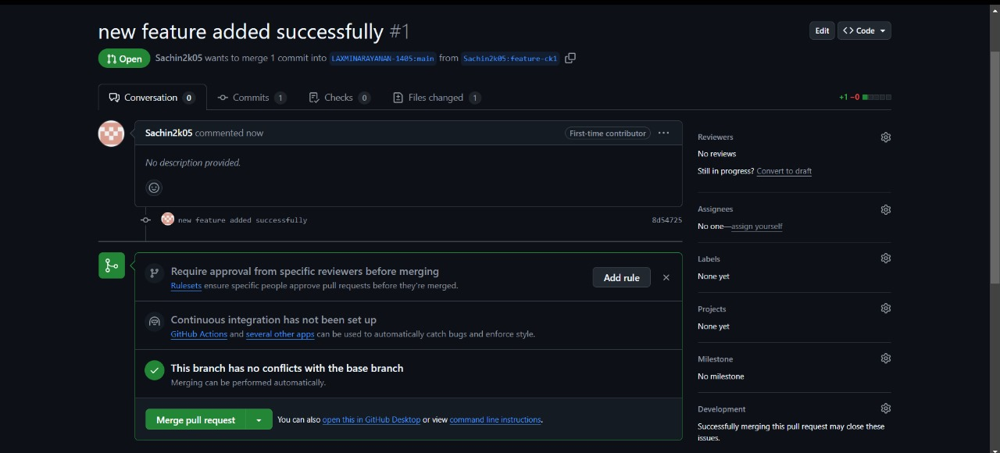 new feature added successfully #1
Edit
<> Code
Open
Sachin2k05 wants to merge 1 commit into LAXMINARAYANAN-1405:main from Sachin2k05:feature-ck1
Conversation 0
Commits 1
Checks 0
Files changed 1
+1 −0
Sachin2k05 commented now
First-time contributor
No description provided.
new feature added successfully
8d54725
Require approval from specific reviewers before merging
Rulesets ensure specific people approve pull requests before they're merged.
Add rule
Continuous integration has not been set up
GitHub Actions and several other apps can be used to automatically catch bugs and enforce style.
This branch has no conflicts with the base branch
Merging can be performed automatically.
Merge pull request
You can also open this in GitHub Desktop or view command line instructions.
Reviewers
No reviews
Still in progress? Convert to draft
Assignees
No one—assign yourself
Labels
None yet
Projects
None yet
Milestone
No milestone
Development
Successfully merging this pull request may close these
issues.